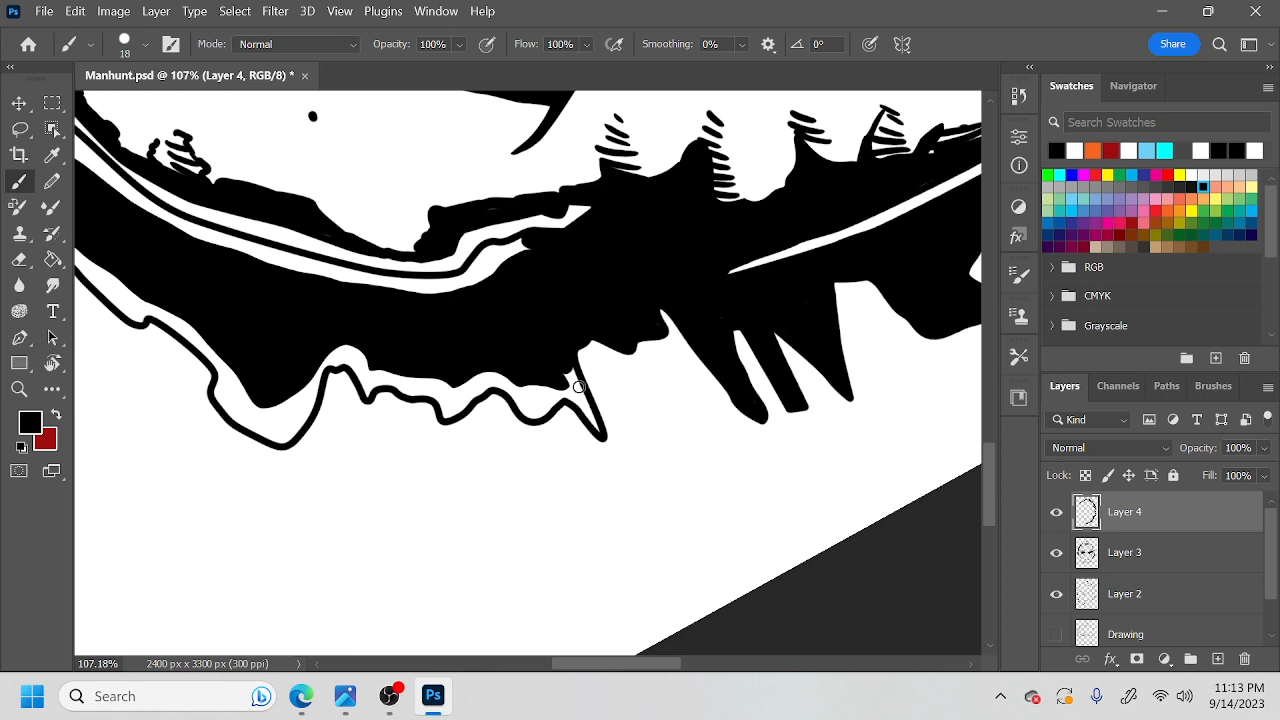 Ps File Edit Image Layer Type Select Filter 3D View Plugins Window Help
18 Mode: Normal Opacity: 100% Flow: 100% Smoothing: 0% 0° Share
Manhunt.psd @ 107% (Layer 4, RGB/8) *
Swatches Navigator
Search Swatches
RGB
CMYK
Grayscale
Layers Channels Paths Brushes
Kind
Normal Opacity: 100%
Lock: Fill: 100%
Layer 4
Layer 3
Layer 2
Drawing
107.18% 2400 px x 3300 px (300 ppi)
Search Ps 11:13 PM
9/14/2023